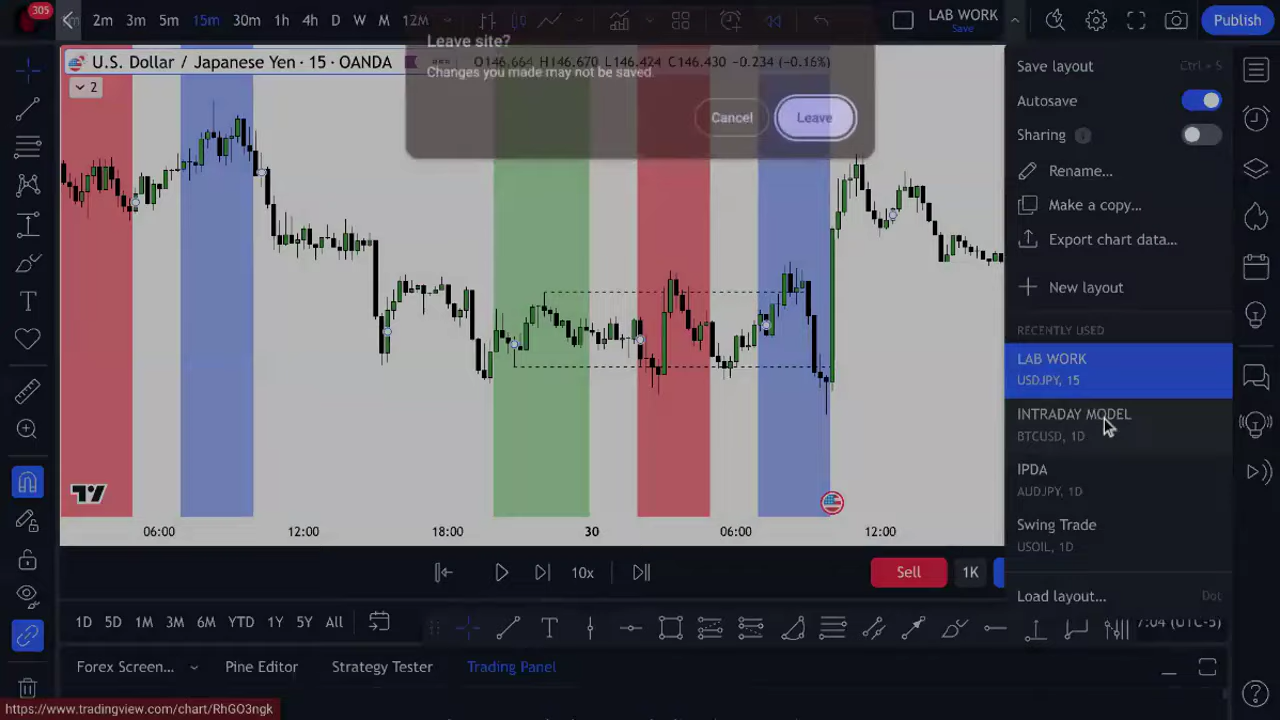 305
2m 3m 5m 15m 30m 1h 4h D W M 12M
LAB WORK
Save
Publish
Leave site?
Changes you made may not be saved.
Cancel
Leave
U.S. Dollar / Japanese Yen · 15 · OANDA
O146.664 H146.670 L146.424 C146.430 −0.234 (−0.16%)
2
Save layout
Ctrl + S
Autosave
Sharing
Rename...
Make a copy...
Export chart data...
New layout
RECENTLY USED
LAB WORK
USDJPY, 15
INTRADAY MODEL
BTCUSD, 1D
IPDA
AUDJPY, 1D
Swing Trade
USOIL, 1D
Load layout...
Dot
06:00 12:00 18:00 30 06:00 12:00
10x
Sell
1K
1D 5D 1M 3M 6M YTD 1Y 5Y All
7:04 (UTC-5)
Forex Screen... Pine Editor Strategy Tester Trading Panel
https://www.tradingview.com/chart/RhGO3ngk